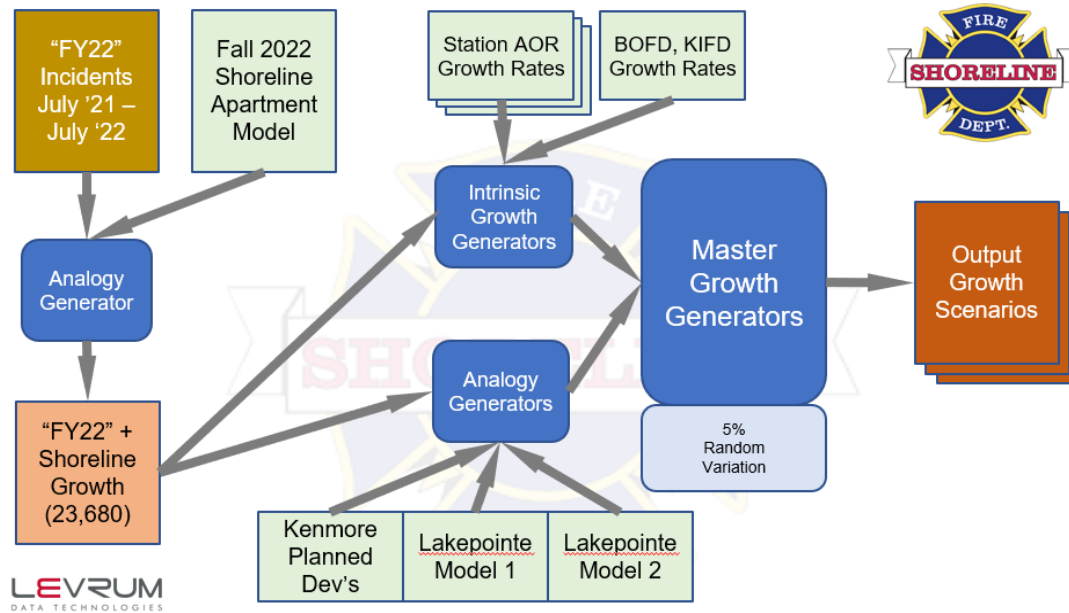 “FY22”
Incidents
July ’21 –
July ‘22
Fall 2022
Shoreline
Apartment
Model
Station AOR
Growth Rates
BOFD, KIFD
Growth Rates
FIRE
SHORELINE
DEPT.
Analogy
Generator
Intrinsic
Growth
Generators
Master
Growth
Generators
Output
Growth
Scenarios
Analogy
Generators
“FY22” +
Shoreline
Growth
(23,680)
5%
Random
Variation
Kenmore
Planned
Dev’s
Lakepointe
Model 1
Lakepointe
Model 2
FIRE
SHORELINE
LEVRUM
DATA TECHNOLOGIES